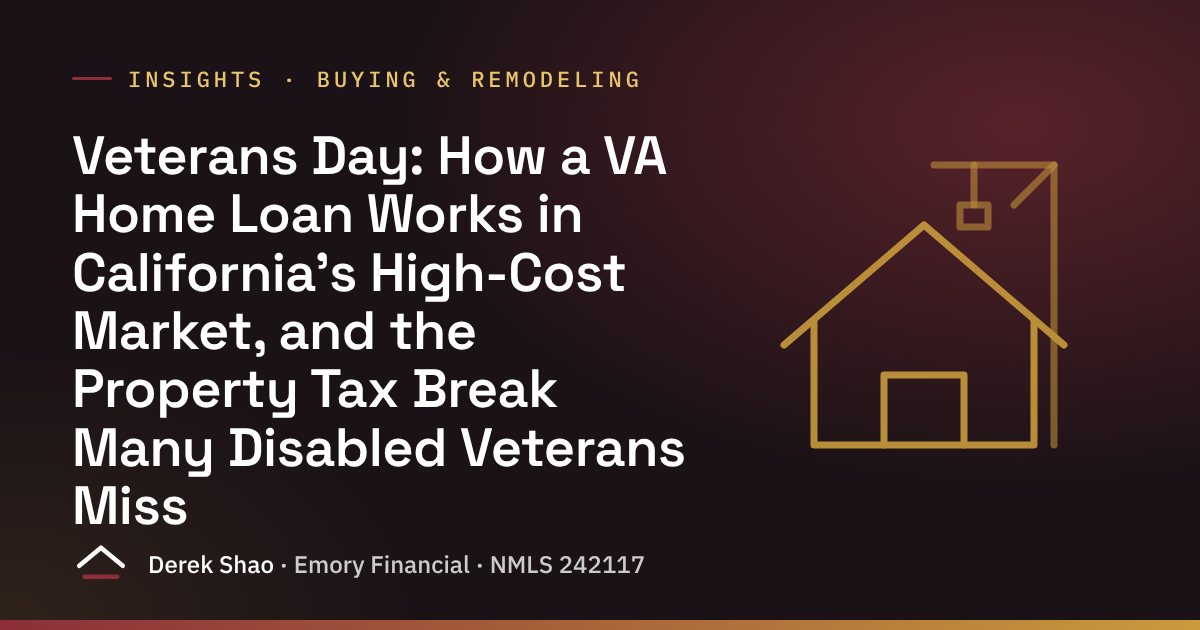 INSIGHTS · BUYING & REMODELING
Veterans Day: How a VA
Home Loan Works in
California’s High-Cost
Market, and the
Property Tax Break
Many Disabled Veterans
Miss
Derek Shao · Emory Financial · NMLS 242117